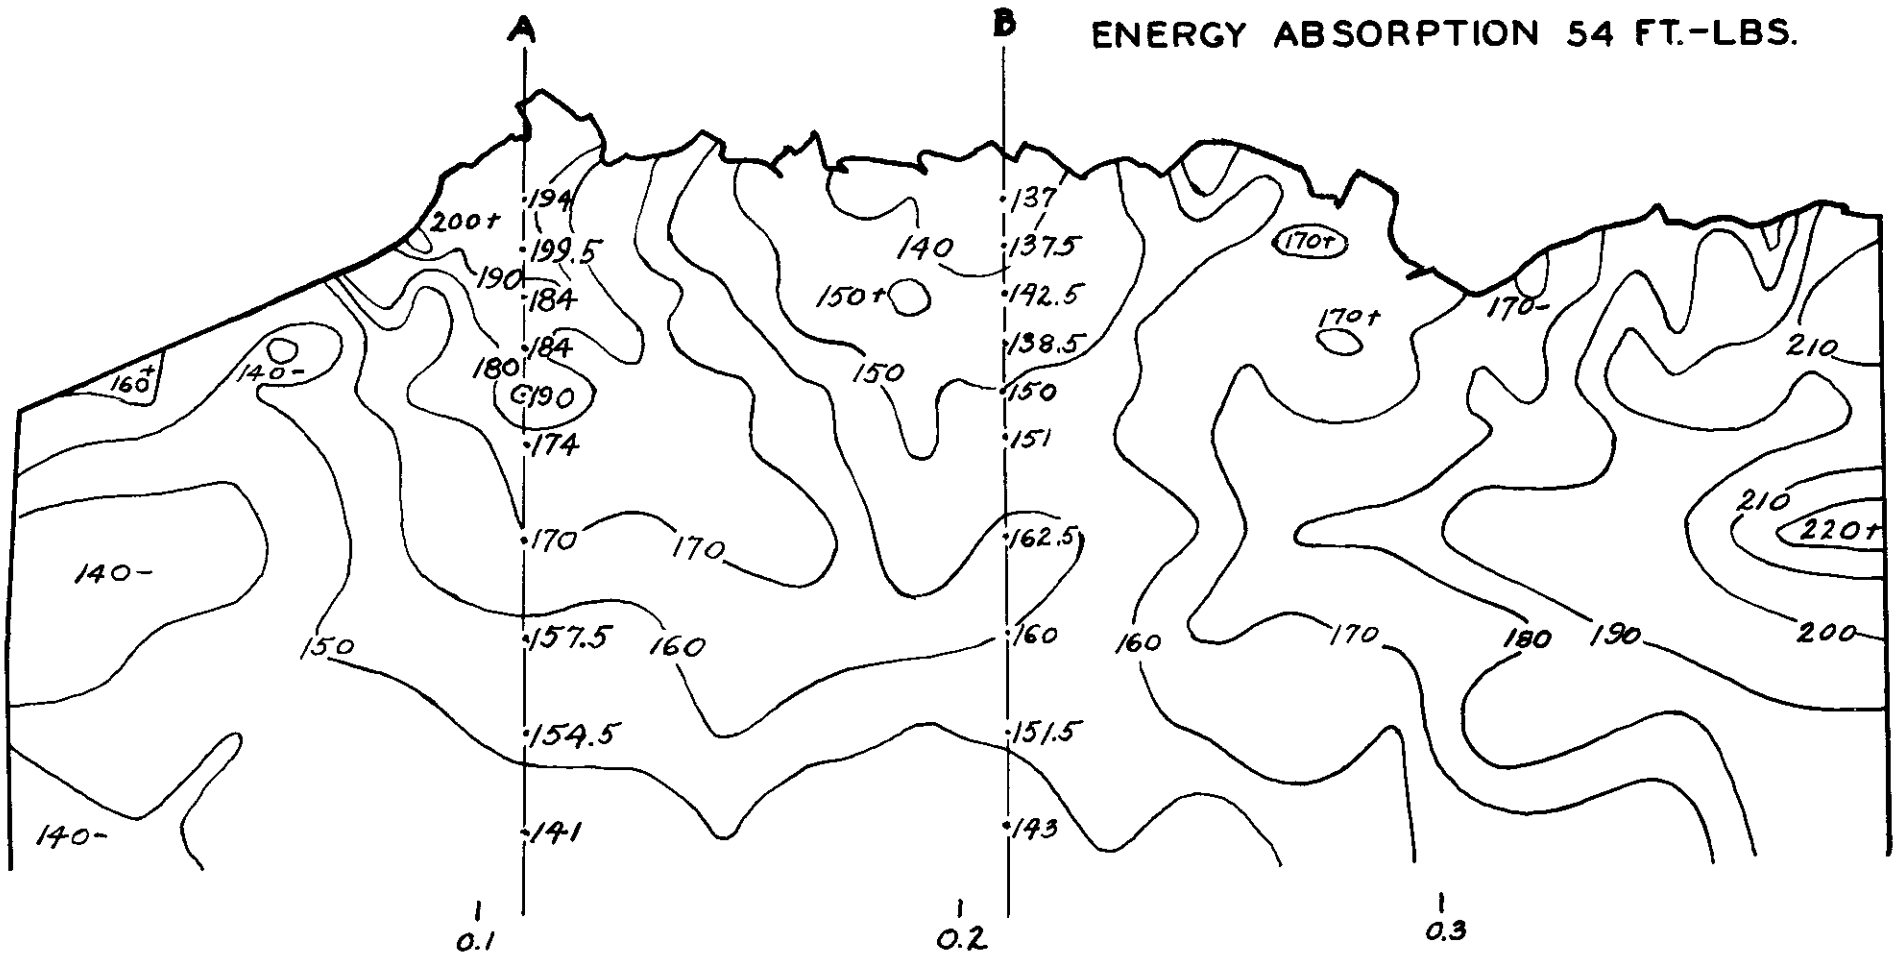 A B ENERGY ABSORPTION 54 FT.-LBS.
194 137
200+ 199.5 140 137.5 170+
190 184 150+ 142.5 170+ 170-
184 138.5 210
160+ 140- 180 190 150 150
174 151
210
170 170 162.5 220+
140-
150 157.5 160 160 160 170 180 190 200
154.5 151.5
140- 141 143
0.1 0.2 0.3